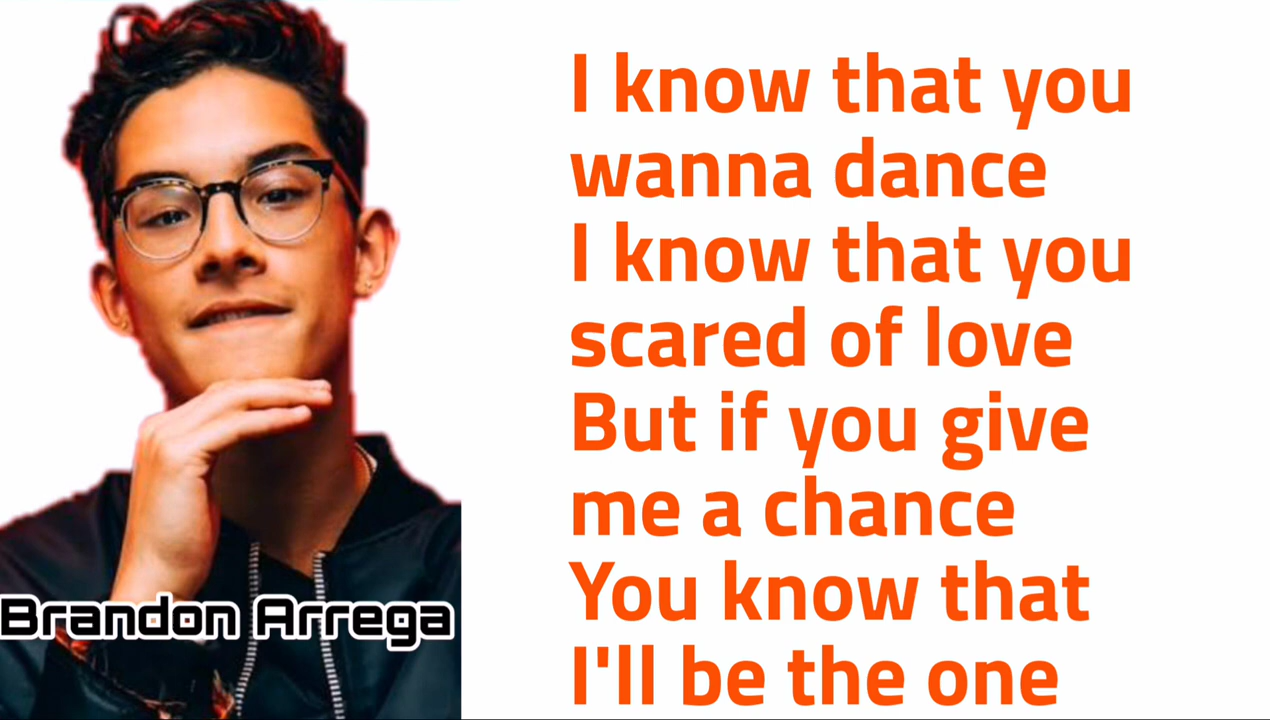 I know that you
wanna dance
I know that you
scared of love
But if you give
me a chance
You know that
I'll be the one
Brandon Arrega